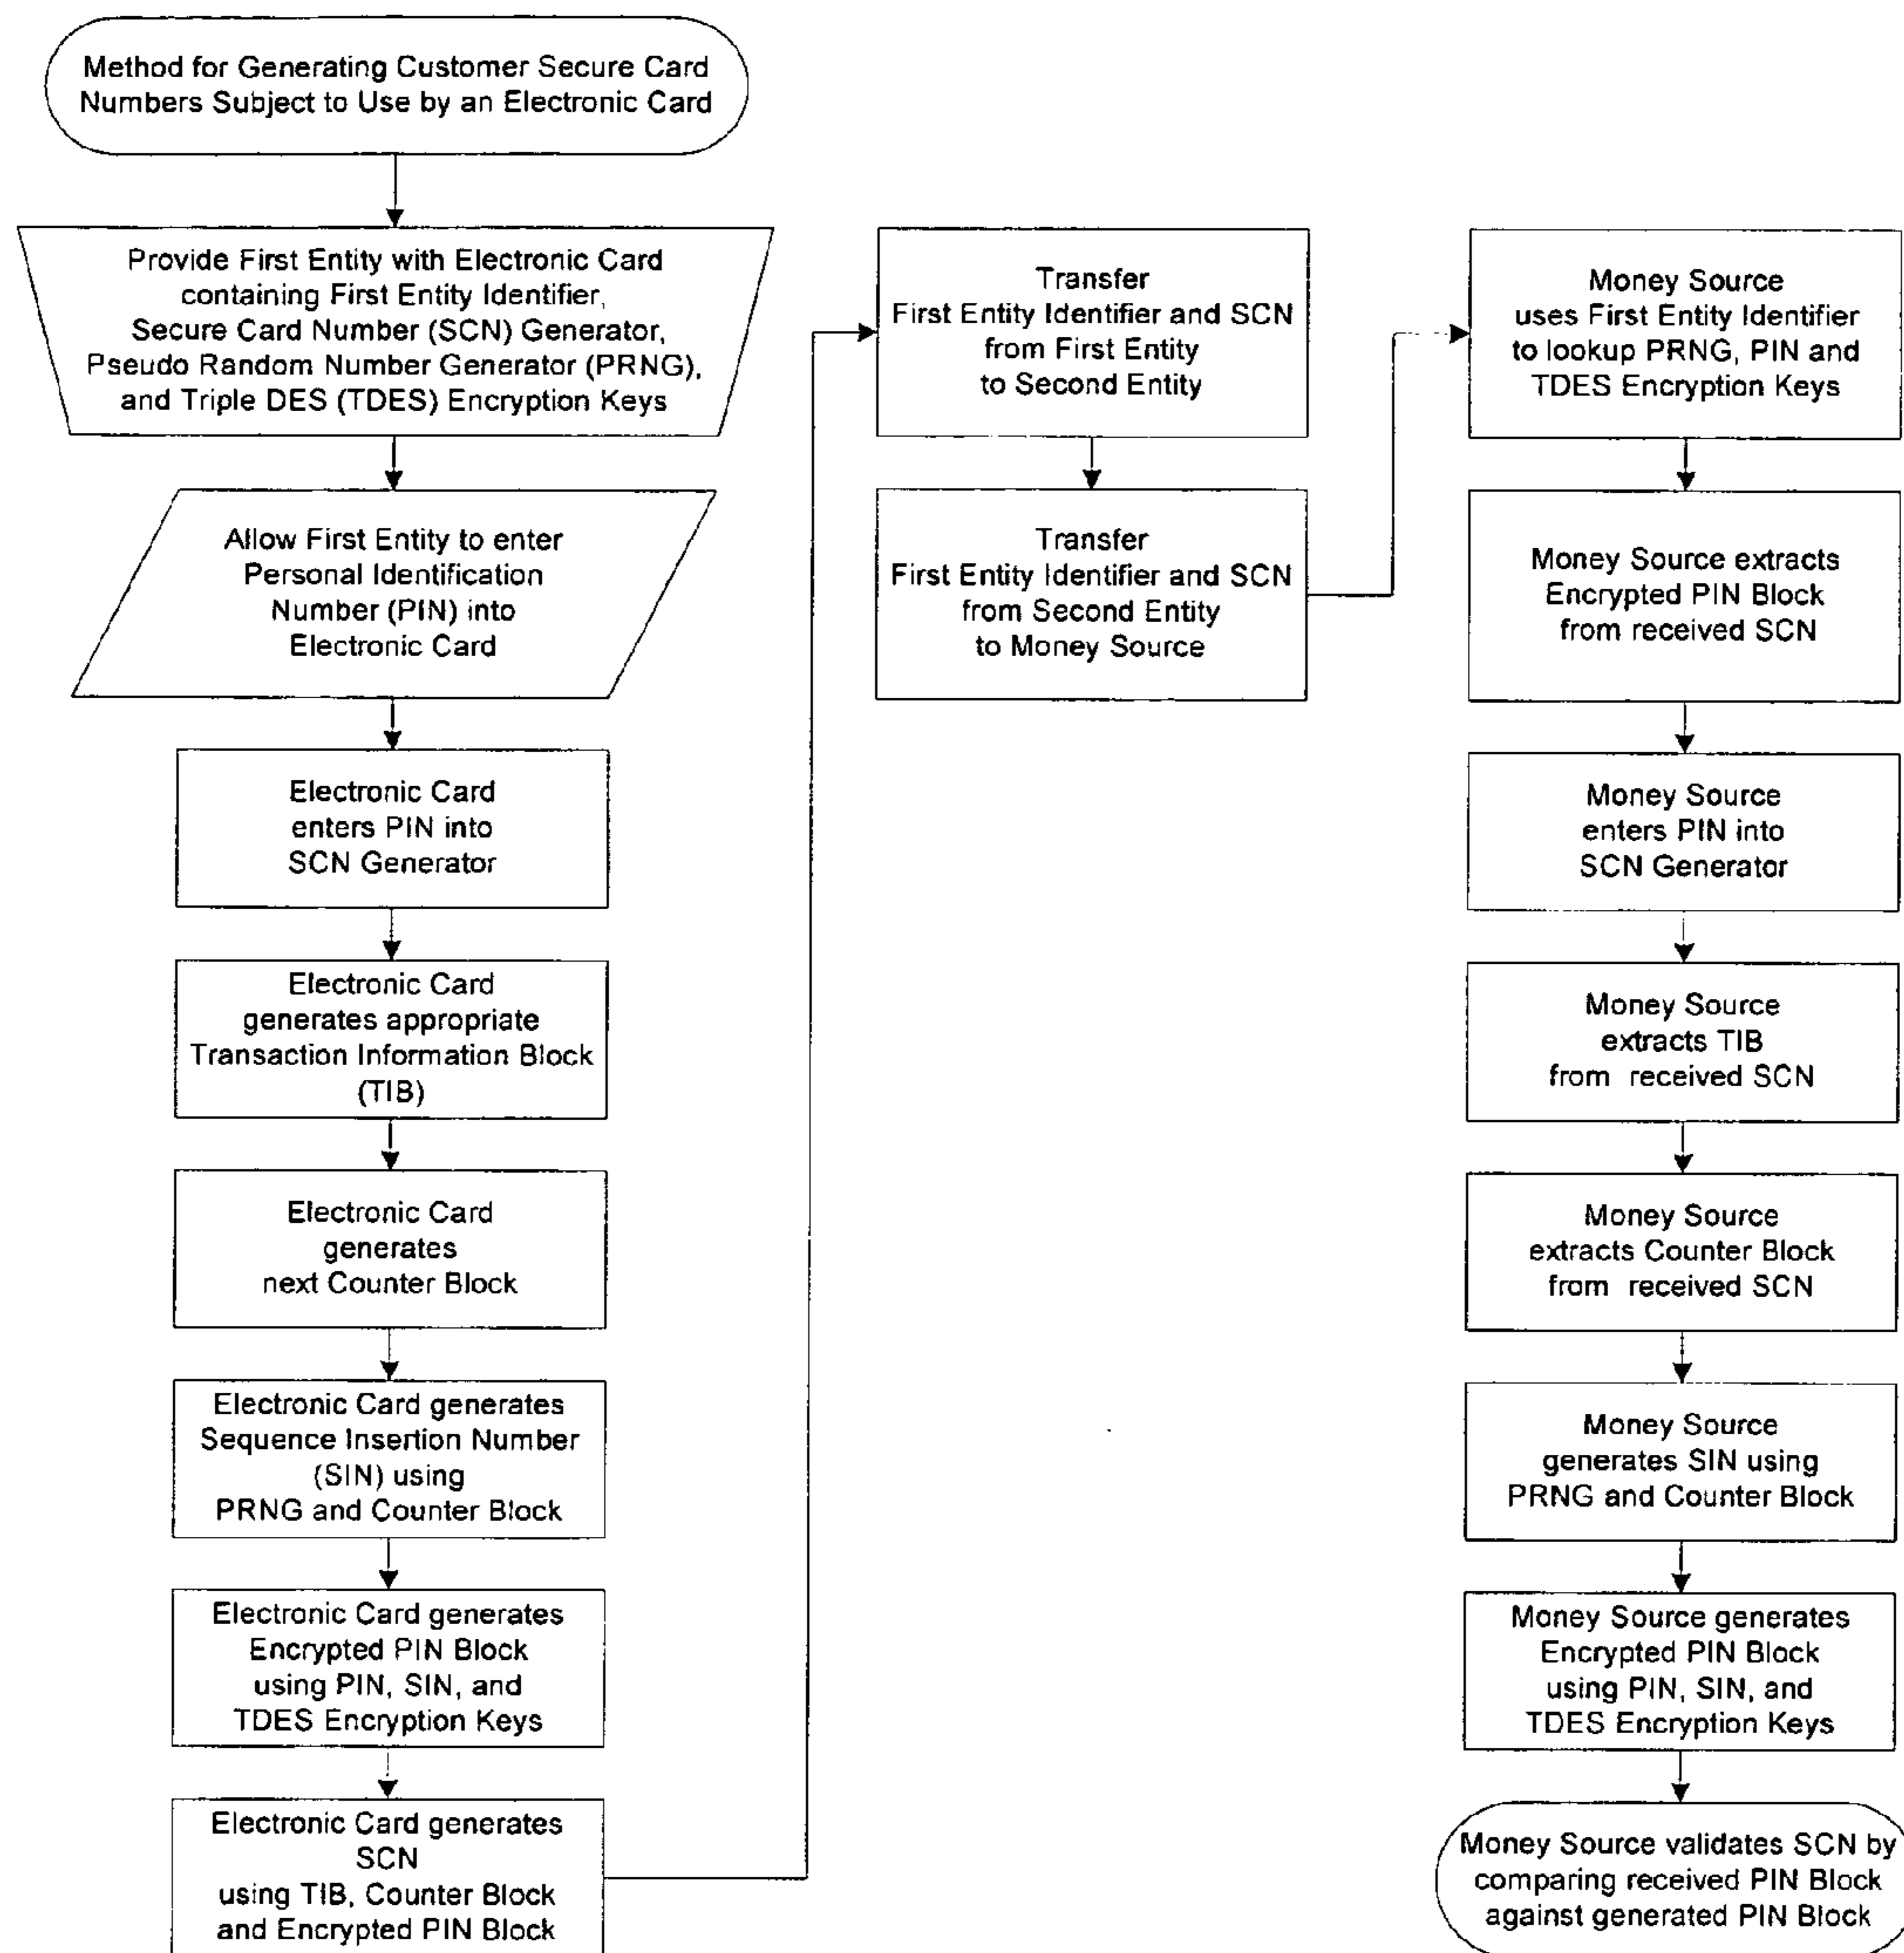 Method for Generating Customer Secure Card
Numbers Subject to Use by an Electronic Card
Provide First Entity with Electronic Card
containing First Entity Identifier,
Secure Card Number (SCN) Generator,
Pseudo Random Number Generator (PRNG),
and Triple DES (TDES) Encryption Keys
Allow First Entity to enter
Personal Identification
Number (PIN) into
Electronic Card
Electronic Card
enters PIN into
SCN Generator
Electronic Card
generates appropriate
Transaction Information Block
(TIB)
Electronic Card
generates
next Counter Block
Electronic Card generates
Sequence Insertion Number
(SIN) using
PRNG and Counter Block
Electronic Card generates
Encrypted PIN Block
using PIN, SIN, and
TDES Encryption Keys
Electronic Card generates
SCN
using TIB, Counter Block
and Encrypted PIN Block
Transfer
First Entity Identifier and SCN
from First Entity
to Second Entity
Transfer
First Entity Identifier and SCN
from Second Entity
to Money Source
Money Source
uses First Entity Identifier
to lookup PRNG, PIN and
TDES Encryption Keys
Money Source extracts
Encrypted PIN Block
from received SCN
Money Source
enters PIN into
SCN Generator
Money Source
extracts TIB
from received SCN
Money Source
extracts Counter Block
from received SCN
Money Source
generates SIN using
PRNG and Counter Block
Money Source generates
Encrypted PIN Block
using PIN, SIN, and
TDES Encryption Keys
Money Source validates SCN by
comparing received PIN Block
against generated PIN Block